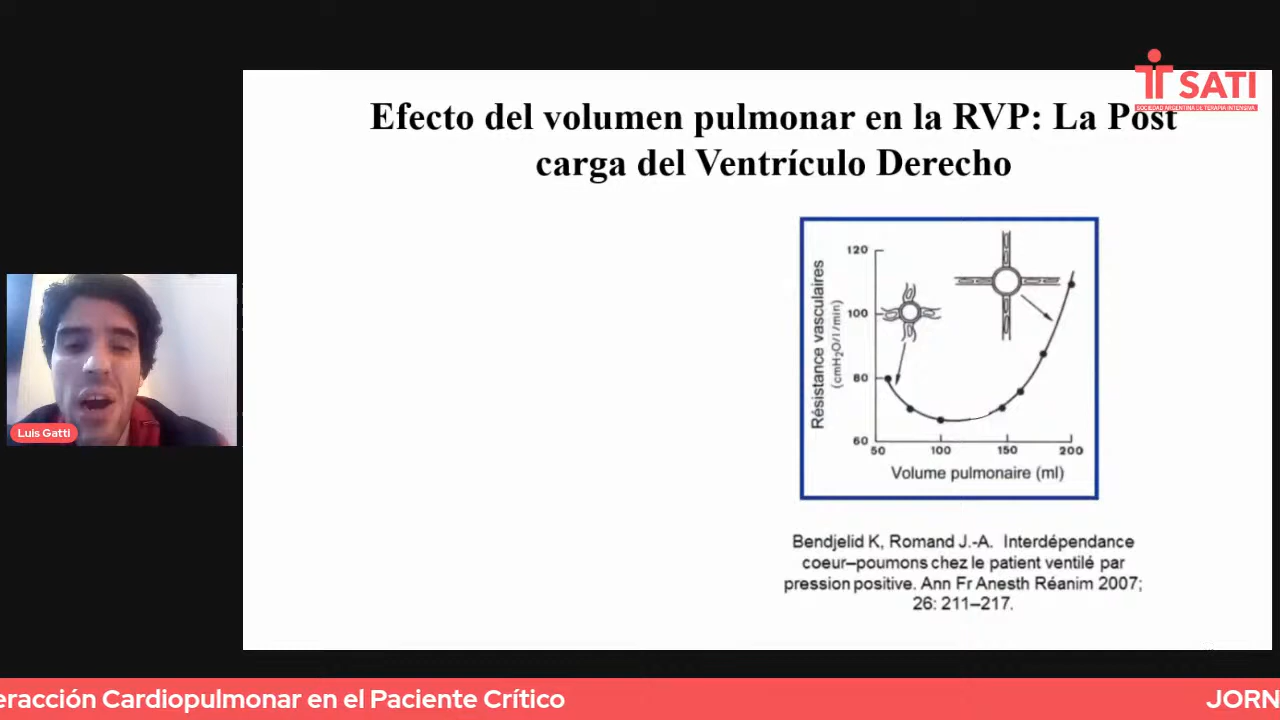 SATI
SOCIEDAD ARGENTINA DE TERAPIA INTENSIVA
Efecto del volumen pulmonar en la RVP: La Post
carga del Ventrículo Derecho
120
100
80
60
50
100
150
200
Résistance vasculaires
(cmH₂O/l/min)
Volume pulmonaire (ml)
Luis Gatti
Bendjelid K, Romand J.-A. Interdépendance
coeur–poumons chez le patient ventilé par
pression positive. Ann Fr Anesth Réanim 2007;
26: 211–217.
eracción Cardiopulmonar en el Paciente Crítico
JORN